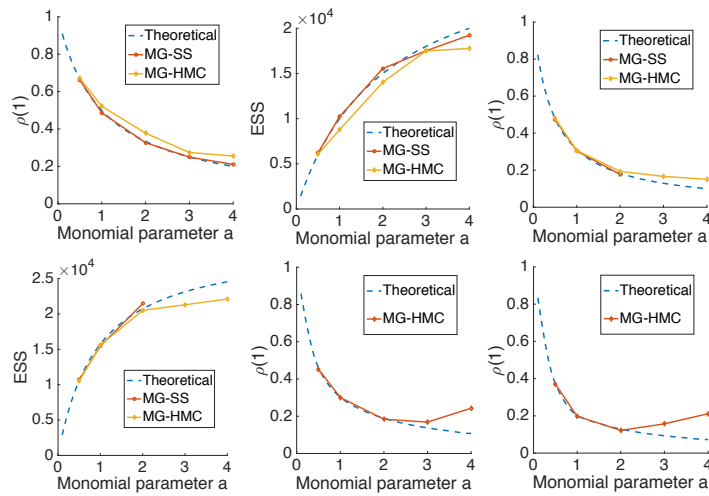 1
0.8
0.6
0.4
0.2
0
ρ(1)
Theoretical
MG-SS
MG-HMC
0 1 2 3 4
Monomial parameter a
×10⁴
2
1.5
1
0.5
0
ESS
Theoretical
MG-SS
MG-HMC
0 1 2 3 4
Monomial parameter a
1
0.8
0.6
0.4
0.2
0
ρ(1)
Theoretical
MG-SS
MG-HMC
0 1 2 3 4
Monomial parameter a
×10⁴
2.5
2
1.5
1
0.5
0
ESS
Theoretical
MG-SS
MG-HMC
0 1 2 3 4
Monomial parameter a
1
0.8
0.6
0.4
0.2
0
ρ(1)
Theoretical
MG-HMC
0 1 2 3 4
Monomial parameter a
1
0.8
0.6
0.4
0.2
0
ρ(1)
Theoretical
MG-HMC
0 1 2 3 4
Monomial parameter a